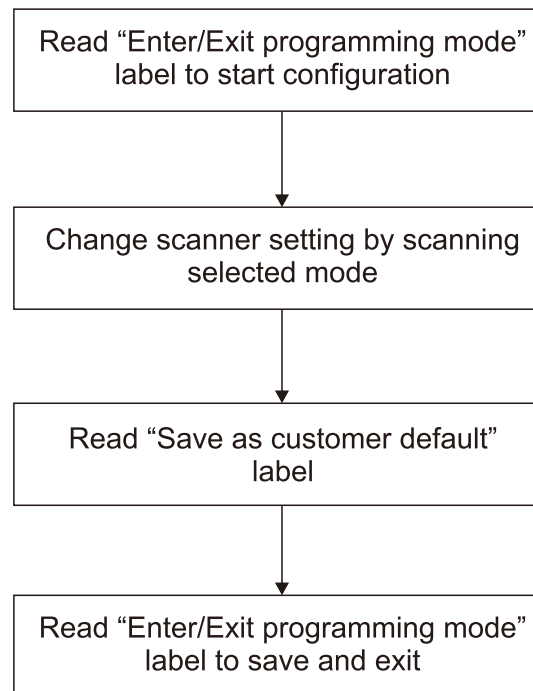 Read “Enter/Exit programming mode”
label to start configuration
Change scanner setting by scanning
selected mode
Read “Save as customer default”
label
Read “Enter/Exit programming mode”
label to save and exit